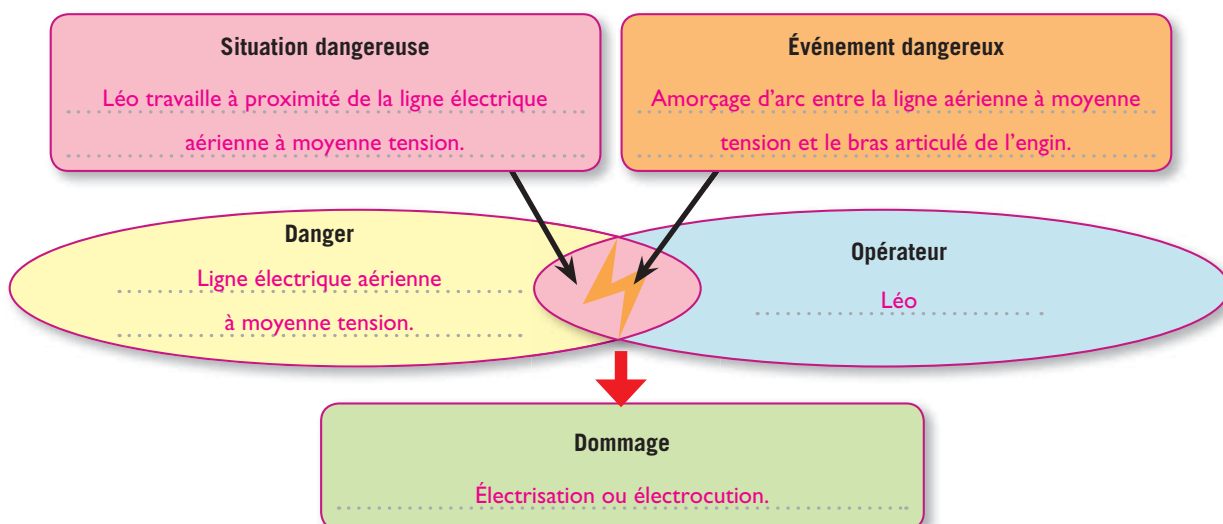 Situation dangereuse
Léo travaille à proximité de la ligne électrique
aérienne à moyenne tension.
Événement dangereux
Amorçage d'arc entre la ligne aérienne à moyenne
tension et le bras articulé de l'engin.
Danger
Ligne électrique aérienne
à moyenne tension.
Opérateur
Léo
Dommage
Électrisation ou électrocution.